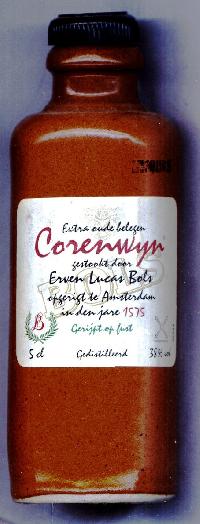 Extra oude belegen
Corenwyn
gestookt door
Erven Lucas Bols
opgerigt te Amsterdam
in den jare 1575
Gerijpt op fust
5 cl Gedistilleerd 38% vol